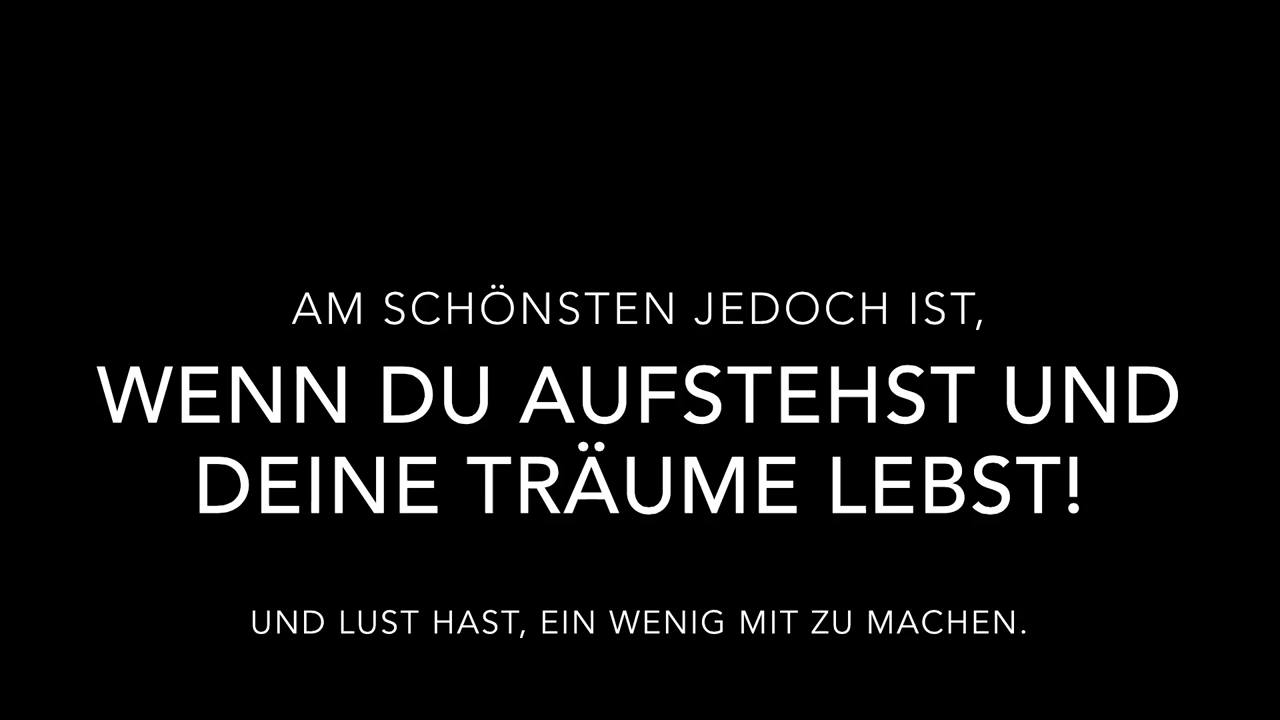 AM SCHÖNSTEN JEDOCH IST,
WENN DU AUFSTEHST UND
DEINE TRÄUME LEBST!
UND LUST HAST, EIN WENIG MIT ZU MACHEN.